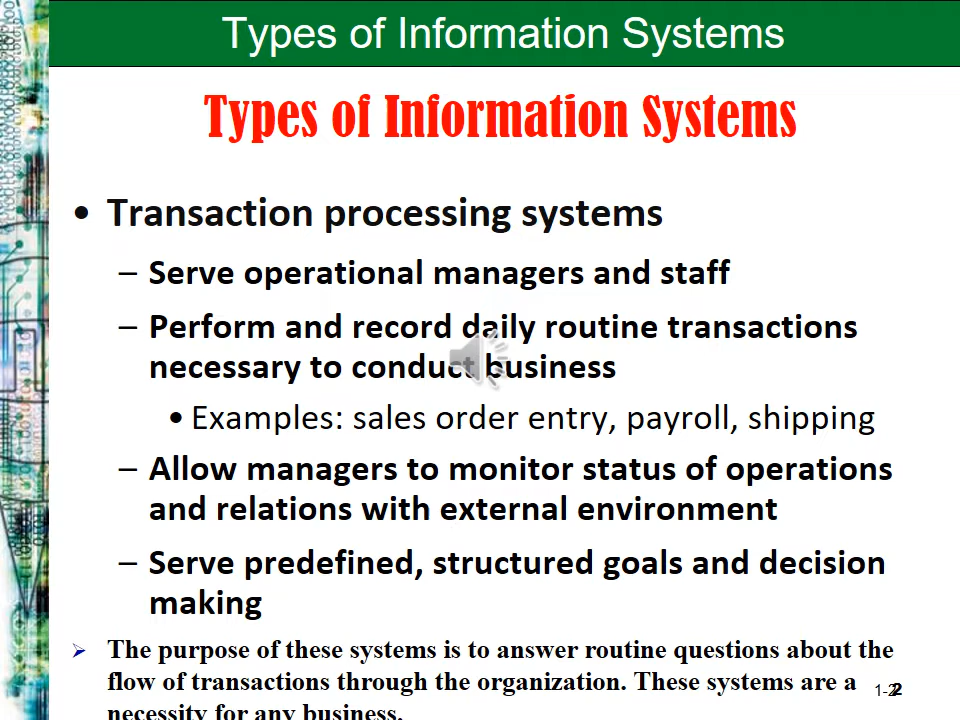 Types of Information Systems
Types of Information Systems
• Transaction processing systems
– Serve operational managers and staff
– Perform and record daily routine transactions
necessary to conduct business
• Examples: sales order entry, payroll, shipping
– Allow managers to monitor status of operations
and relations with external environment
– Serve predefined, structured goals and decision
making
➢ The purpose of these systems is to answer routine questions about the
flow of transactions through the organization. These systems are a
necessity for any business.
1-2